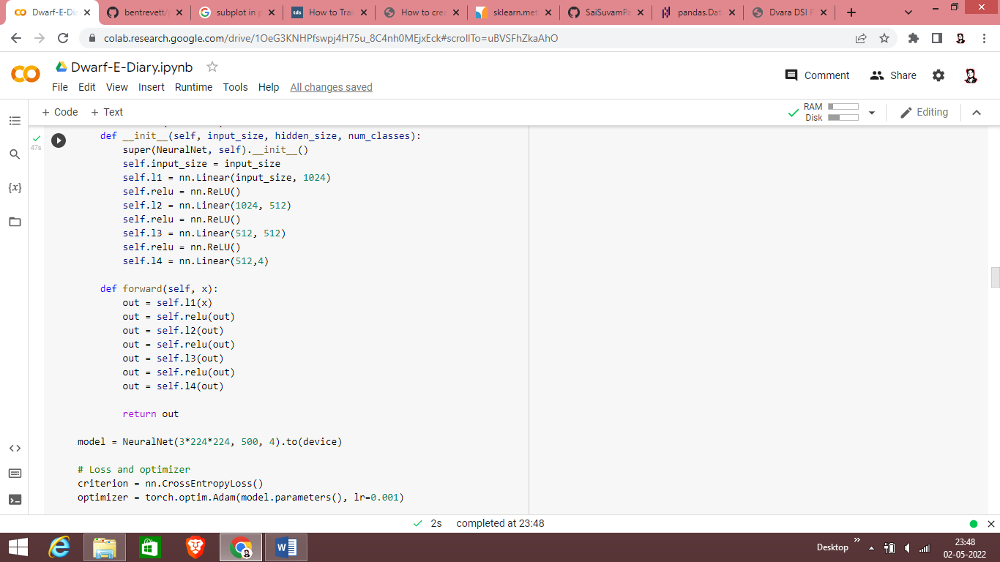 Dwarf-E-Dia
bentrevett/
subplot in p
tds How to Trai
How to crea
sklearn.met
SaiSuvamPa
pandas.Dat
Dvara DSI P
colab.research.google.com/drive/1OeG3KNHPfswpj4H75u_8C4nh0MEjxEck#scrollTo=uBVSFhZkaAhO
Dwarf-E-Diary.ipynb
Comment Share
File Edit View Insert Runtime Tools Help All changes saved
+ Code + Text
RAM
Disk
Editing
47s
def __init__(self, input_size, hidden_size, num_classes):
super(NeuralNet, self).__init__()
self.input_size = input_size
self.l1 = nn.Linear(input_size, 1024)
self.relu = nn.ReLU()
self.l2 = nn.Linear(1024, 512)
self.relu = nn.ReLU()
self.l3 = nn.Linear(512, 512)
self.relu = nn.ReLU()
self.l4 = nn.Linear(512,4)
def forward(self, x):
out = self.l1(x)
out = self.relu(out)
out = self.l2(out)
out = self.relu(out)
out = self.l3(out)
out = self.relu(out)
out = self.l4(out)
return out
model = NeuralNet(3*224*224, 500, 4).to(device)
# Loss and optimizer
criterion = nn.CrossEntropyLoss()
optimizer = torch.optim.Adam(model.parameters(), lr=0.001)
2s completed at 23:48
Desktop
23:48
02-05-2022